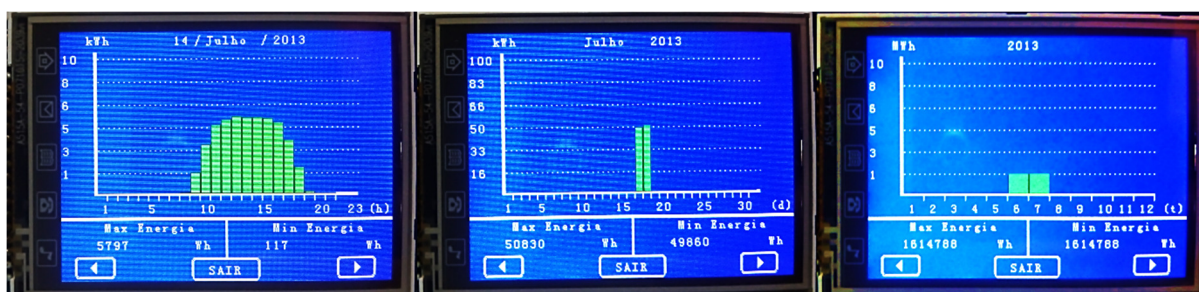 kWh 14 / Julho / 2013
10
8
6
5
3
1
1 5 10 15 20 23 (h)
Max Energia Min Energia
5797 Wh 117 Wh
SAIR
kWh Julho 2013
100
83
66
50
33
16
1 5 10 15 20 25 30 (d)
Max Energia Min Energia
50830 Wh 49860 Wh
SAIR
MWh 2013
10
8
6
5
3
1
1 2 3 4 5 6 7 8 9 10 11 12 (t)
Max Energia Min Energia
1614788 Wh 1614788 Wh
SAIR